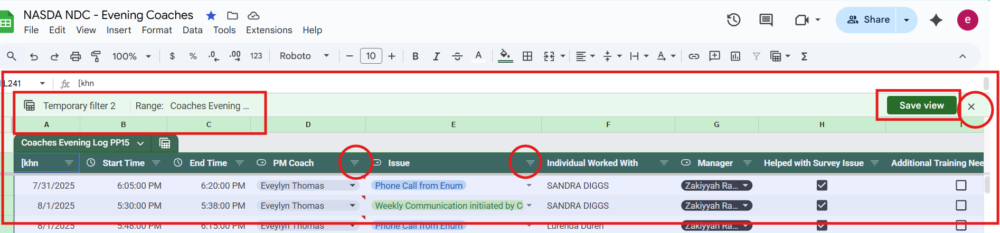 NASDA NDC - Evening Coaches
File Edit View Insert Format Data Tools Extensions Help
Share
e
100% $ % .0 .00 123 Roboto 10 B I S A Σ
L241 fx [khn
Temporary filter 2 Range: Coaches Evening ... Save view
A B C D E F G H I
Coaches Evening Log PP15
[khn Start Time End Time PM Coach Issue Individual Worked With Manager Helped with Survey Issue Additional Training Nee
7/31/2025 6:05:00 PM 6:20:00 PM Eveylyn Thomas Phone Call from Enum SANDRA DIGGS Zakiyyah Ra...
8/1/2025 5:30:00 PM 5:38:00 PM Eveylyn Thomas Weekly Communication initiiated by C SANDRA DIGGS Zakiyyah Ra...
8/1/2025 5:48:00 PM 6:15:00 PM Eveylyn Thomas Phone Call from Enum Lurenda Duren Zakiyyah Ra...